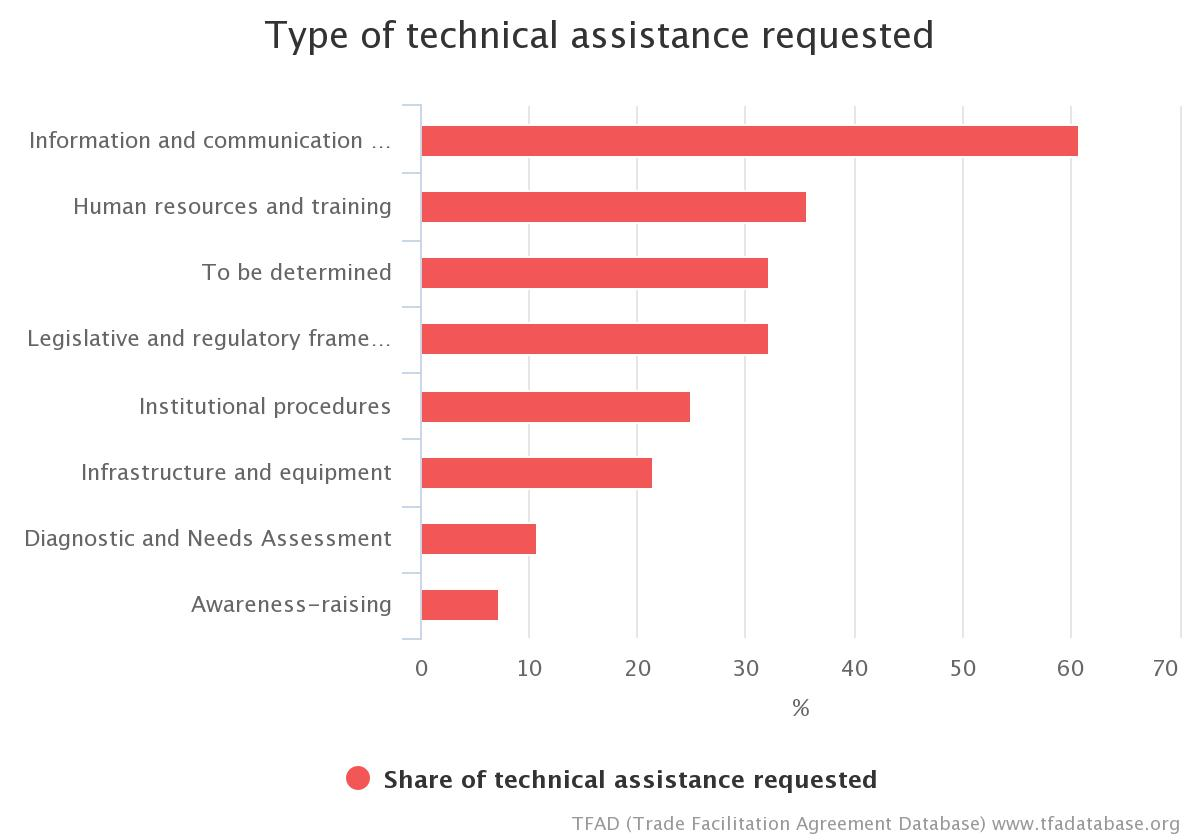 Type of technical assistance requested
Information and communication ...
Human resources and training
To be determined
Legislative and regulatory frame...
Institutional procedures
Infrastructure and equipment
Diagnostic and Needs Assessment
Awareness-raising
0 10 20 30 40 50 60 70
%
Share of technical assistance requested
TFAD (Trade Facilitation Agreement Database) www.tfadatabase.org